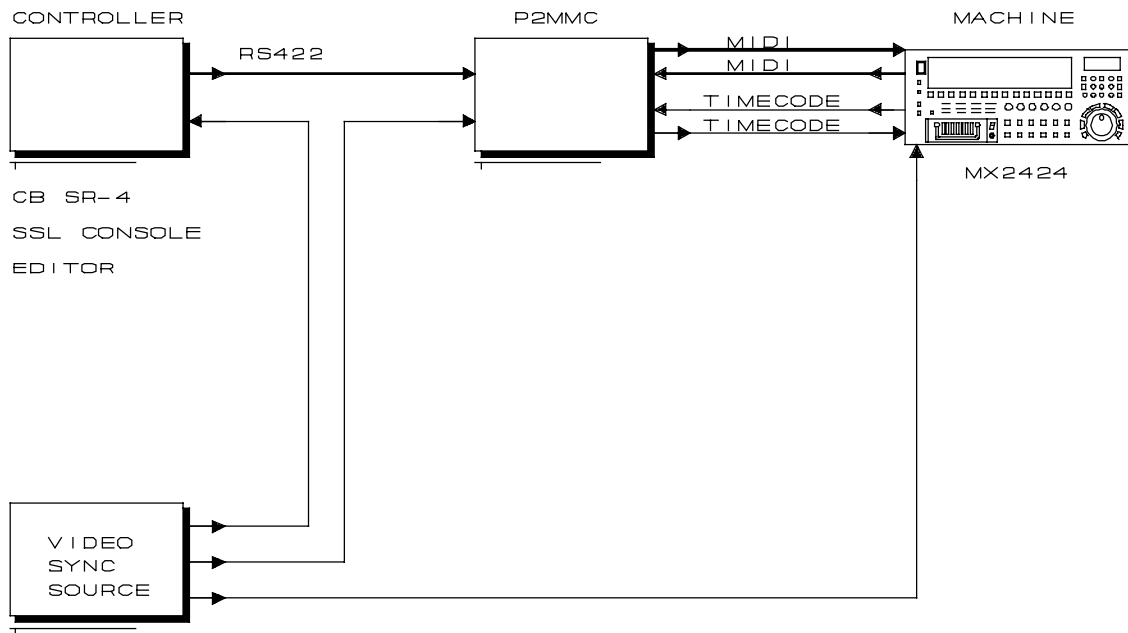 CONTROLLER
P2MMC
MACHINE
RS422
MIDI
MIDI
TIMECODE
TIMECODE
MX2424
CB SR-4
SSL CONSOLE
EDITOR
VIDEO
SYNC
SOURCE